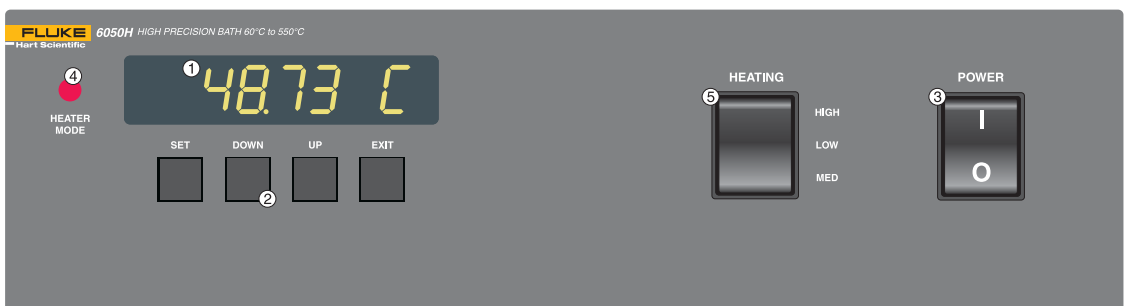 FLUKE
Hart Scientific
6050H HIGH PRECISION BATH 60°C to 550°C
4
HEATER
MODE
1
48.73 C
SET DOWN UP EXIT
2
HEATING
5
HIGH
LOW
MED
POWER
3
I
O